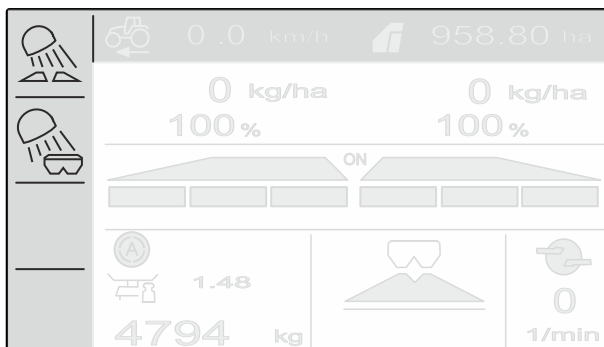 0.0 km/h 958.80 ha
0 kg/ha 0 kg/ha
100% 100%
ON
A
1.48
0
4794 kg 1/min